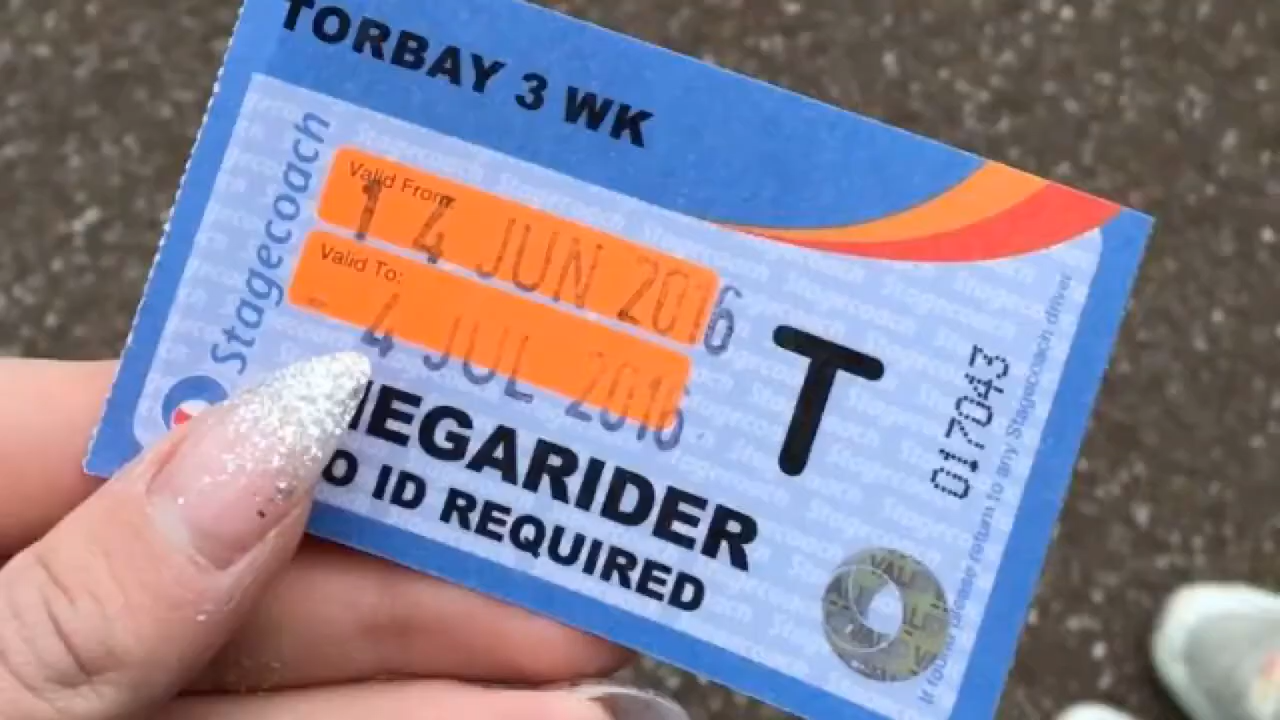 TORBAY 3 WK
Stagecoach
Valid From:
14 JUN 2016
Valid To:
- 4 JUL 2016
MEGARIDER
O ID REQUIRED
T
017043
If found please return to any Stagecoach driver
VALI